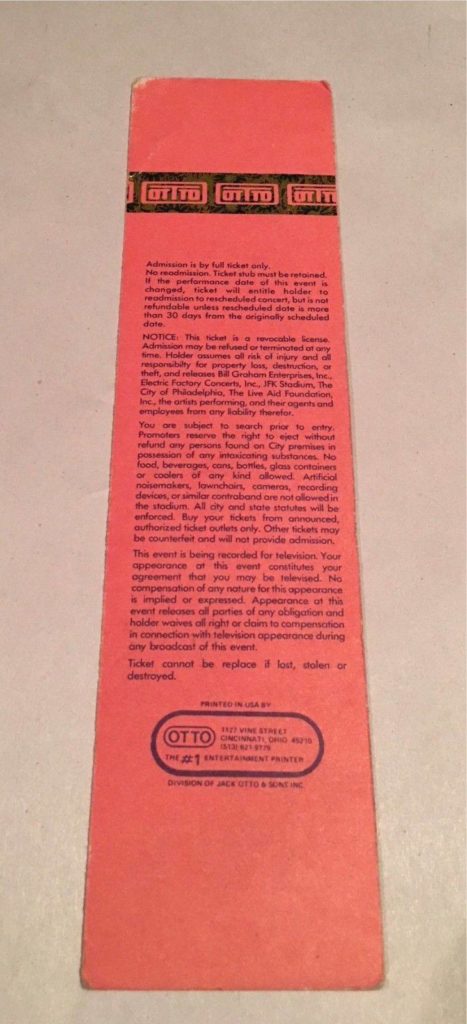 OTTO OTTO OTTO
Admission is by full ticket only.
No readmission. Ticket stub must be retained.
If the performance date of this event is
changed, ticket will entitle holder to
readmission to rescheduled concert, but is not
refundable unless rescheduled date is more
than 30 days from the originally scheduled
date.
NOTICE: This ticket is a revocable license.
Admission may be refused or terminated at any
time. Holder assumes all risk of injury and all
responsibilty for property loss, destruction, or
theft, and releases Bill Graham Enterprises, Inc.,
Electric Factory Concerts, Inc., JFK Stadium, The
City of Philadelphia, The Live Aid Foundation,
Inc., the artists performing, and their agents and
employees from any liability therefor.
You are subject to search prior to entry.
Promoters reserve the right to eject without
refund any persons found on City premises in
possession of any intoxicating substances. No
food, beverages, cans, bottles, glass containers
or coolers of any kind allowed. Artificial
noisemakers, lawnchairs, cameras, recording
devices, or similar contraband are not allowed in
the stadium. All city and state statutes will be
enforced. Buy your tickets from announced,
authorized ticket outlets only. Other tickets may
be counterfeit and will not provide admission.
This event is being recorded for television. Your
appearance at this event constitutes your
agreement that you may be televised. No
compensation of any nature for this appearance
is implied or expressed. Appearance at this
event releases all parties of any obligation and
holder waives all right or claim to compensation
in connection with television appearance during
any broadcast of this event.
Ticket cannot be replace if lost, stolen or
destroyed.
PRINTED IN USA BY
OTTO
1127 VINE STREET
CINCINNATI, OHIO 45210
(513) 621-9779
THE #1 ENTERTAINMENT PRINTER
DIVISION OF JACK OTTO & SONS INC.